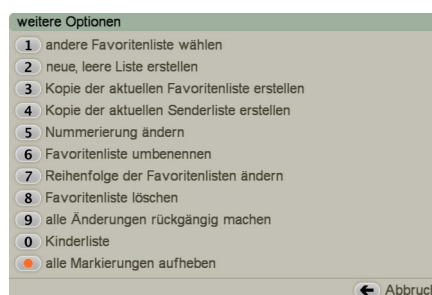 weitere Optionen
1 andere Favoritenliste wählen
2 neue, leere Liste erstellen
3 Kopie der aktuellen Favoritenliste erstellen
4 Kopie der aktuellen Senderliste erstellen
5 Nummerierung ändern
6 Favoritenliste umbenennen
7 Reihenfolge der Favoritenlisten ändern
8 Favoritenliste löschen
9 alle Änderungen rückgängig machen
0 Kinderliste
alle Markierungen aufheben
Abbruch